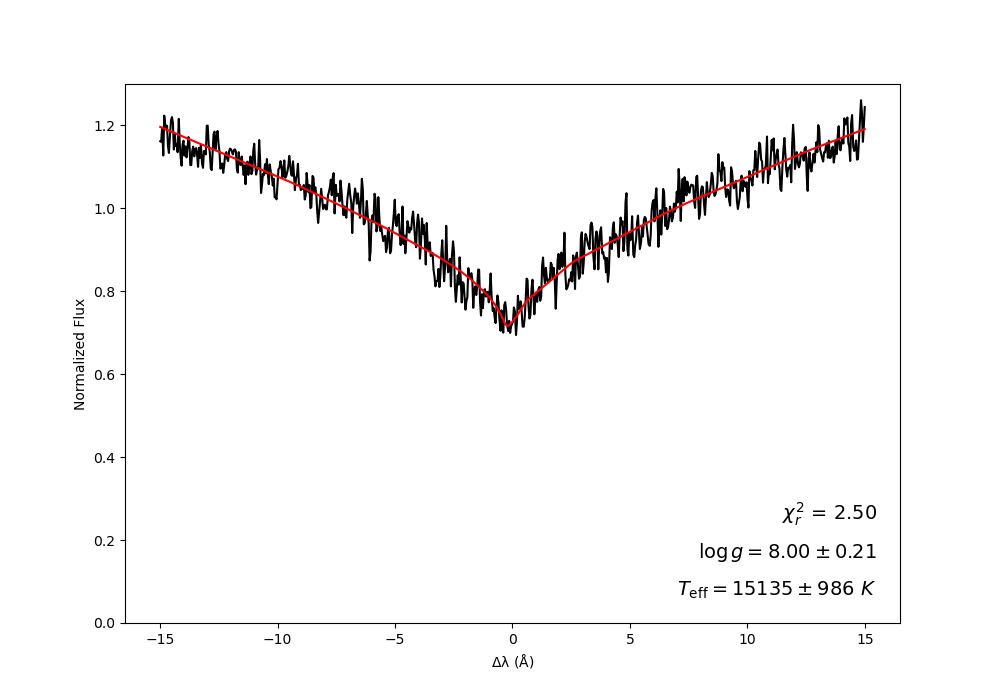 Normalized Flux
1.2
1.0
0.8
0.6
0.4
0.2
0.0
χ²ᵣ = 2.50
log g = 8.00 ± 0.21
T_eff = 15135 ± 986 K
−15 −10 −5 0 5 10 15
Δλ (Å)